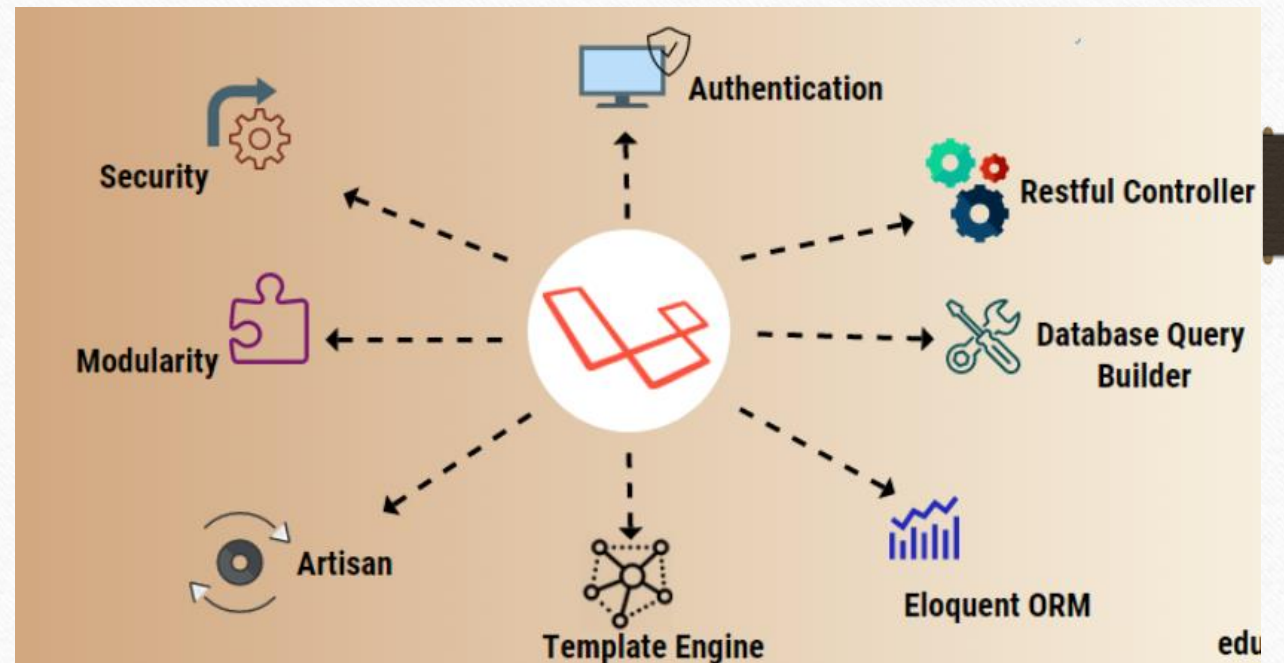 Authentication
Security
Restful Controller
Database Query
Builder
Modularity
Artisan
Eloquent ORM
Template Engine
edu